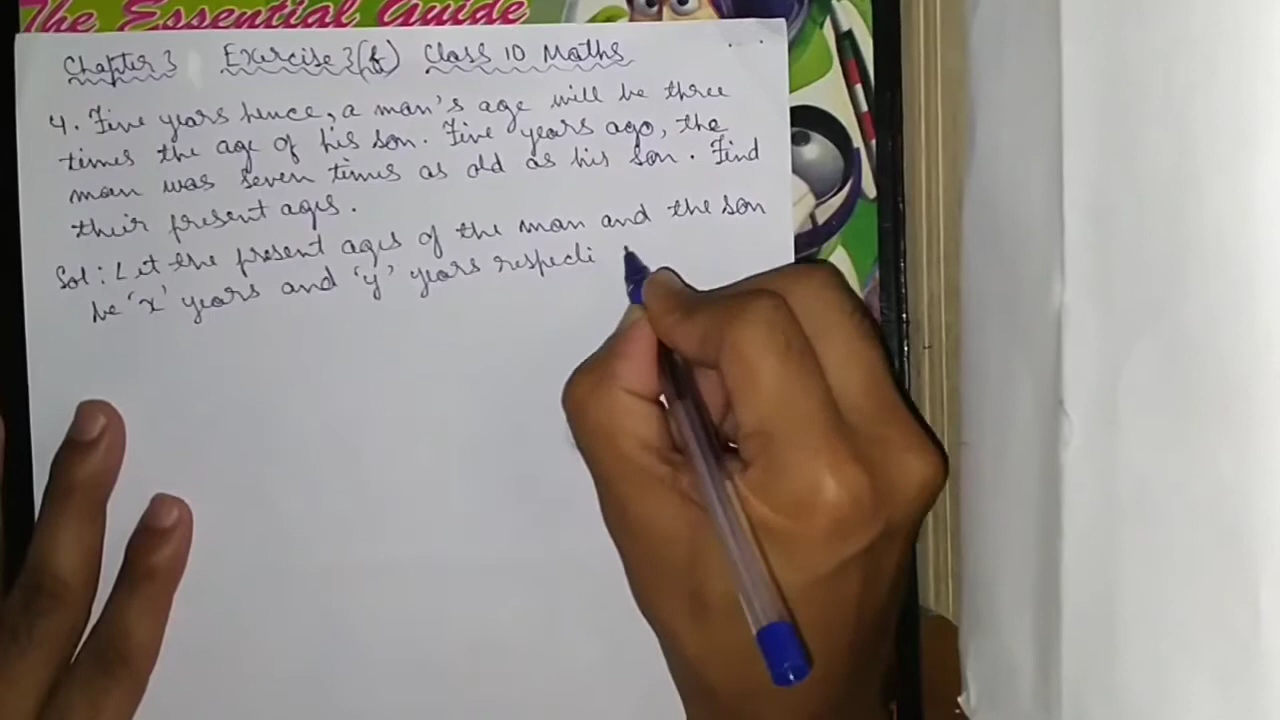 The Essential Guide
Chapter 3 Exercise 3(f) Class 10 Maths
4. Five years hence, a man's age will be three
times the age of his son. Five years ago, the
man was seven times as old as his son. Find
their present ages.
Sol: Let the present ages of the man and the son
be 'x' years and 'y' years respecti